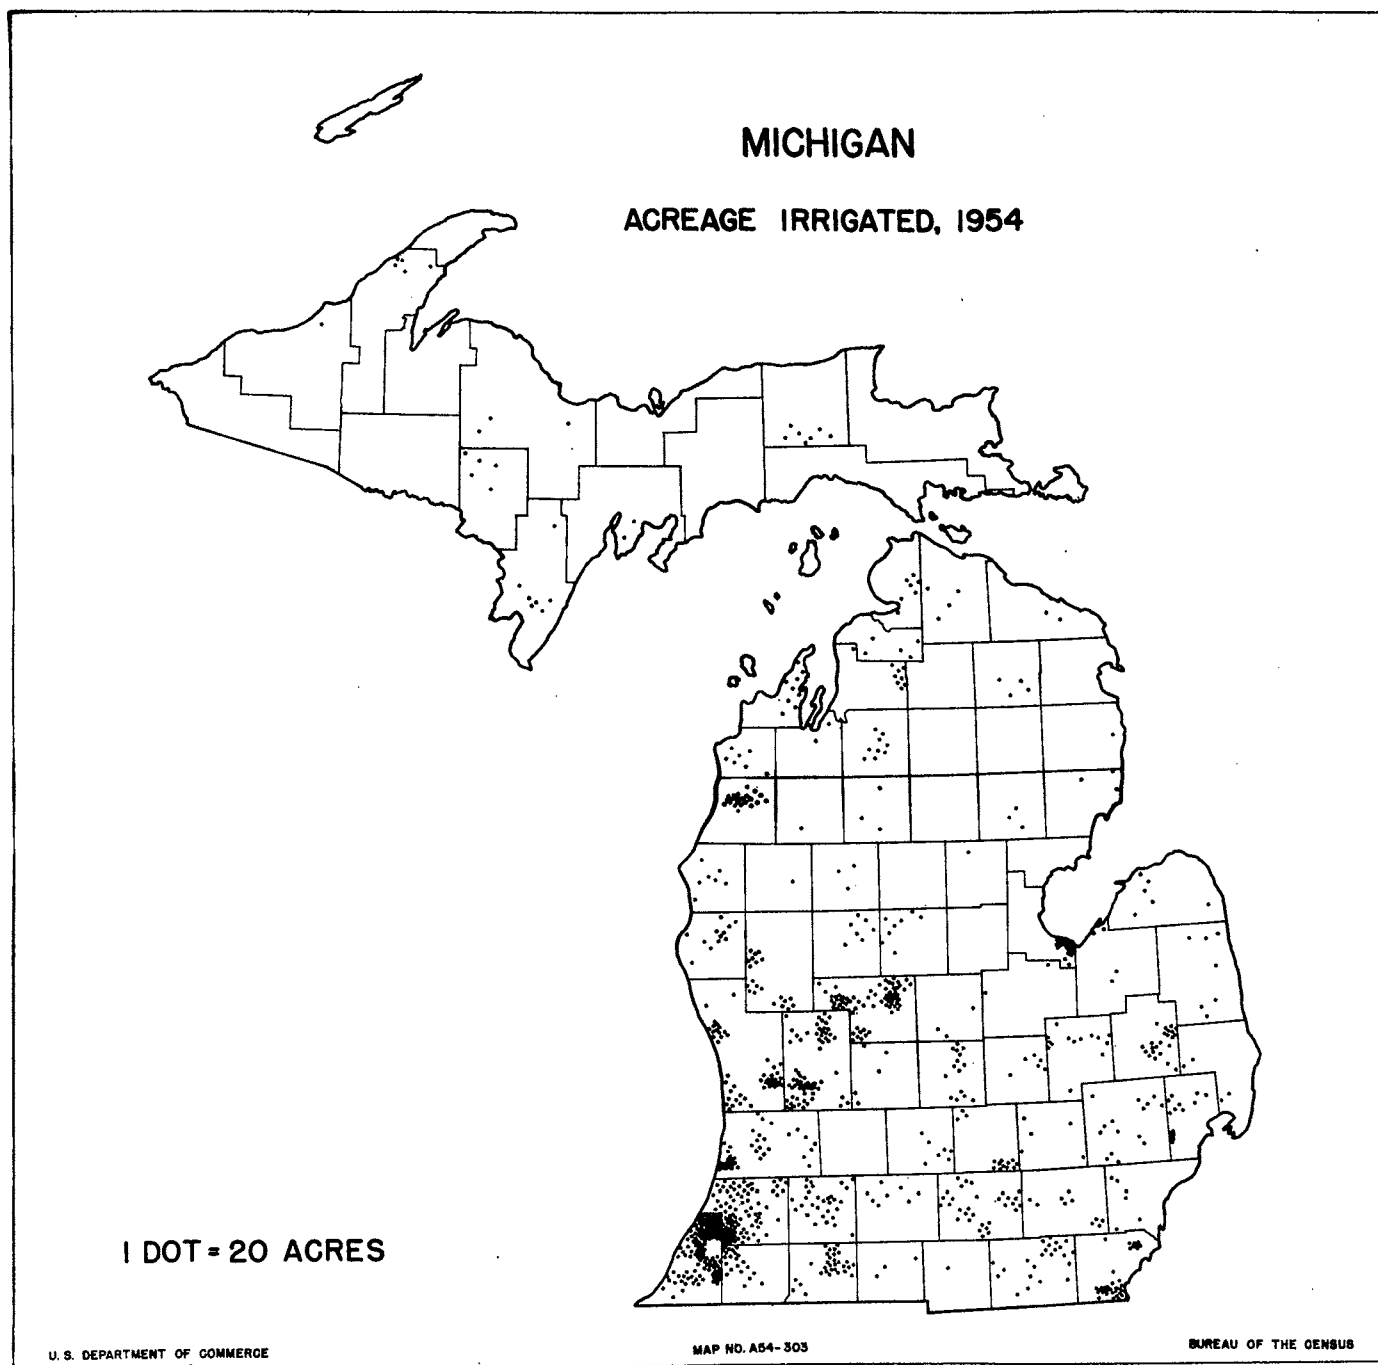 MICHIGAN
ACREAGE IRRIGATED, 1954
1 DOT = 20 ACRES
U. S. DEPARTMENT OF COMMERCE
MAP NO. A54-303
BUREAU OF THE CENSUS